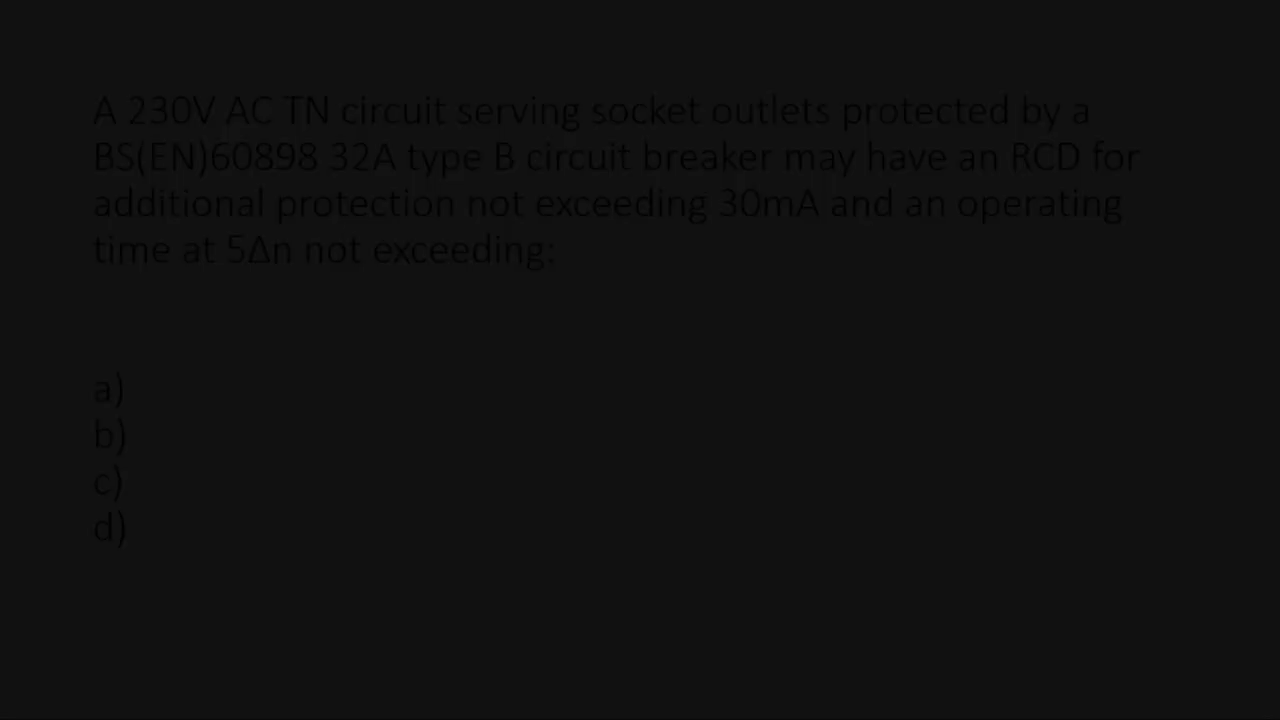 A 230V AC TN circuit serving socket outlets protected by a
BS(EN)60898 32A type B circuit breaker may have an RCD for
additional protection not exceeding 30mA and an operating
time at 5Δn not exceeding:
a)
b)
c)
d)